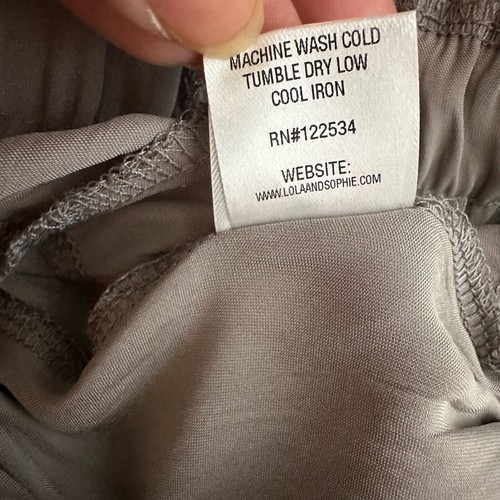 MACHINE WASH COLD
TUMBLE DRY LOW
COOL IRON
RN#122534
WEBSITE:
WWW.LOLAANDSOPHIE.COM